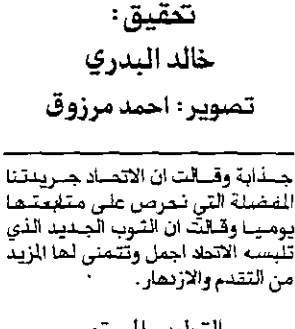 تحقيق:
خالد البدري
تصوير: احمد مرزوق
جذابة وقالت ان الاتحاد جريدتنا
المفضلة التي نحرص على متابعتها
يوميا وقالت ان الثوب الجديد الذي
تلبسه الاتحاد اجمل وتتمنى لها المزيد
من التقدم والازدهار.